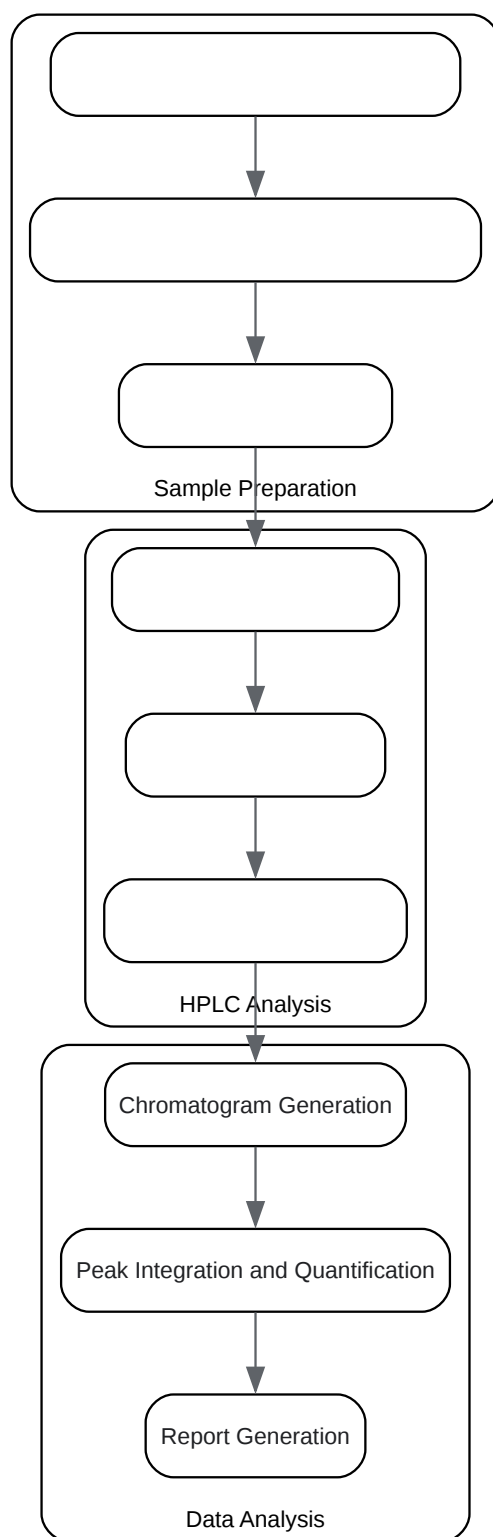 Sample Preparation
HPLC Analysis
Chromatogram Generation
Peak Integration and Quantification
Report Generation
Data Analysis